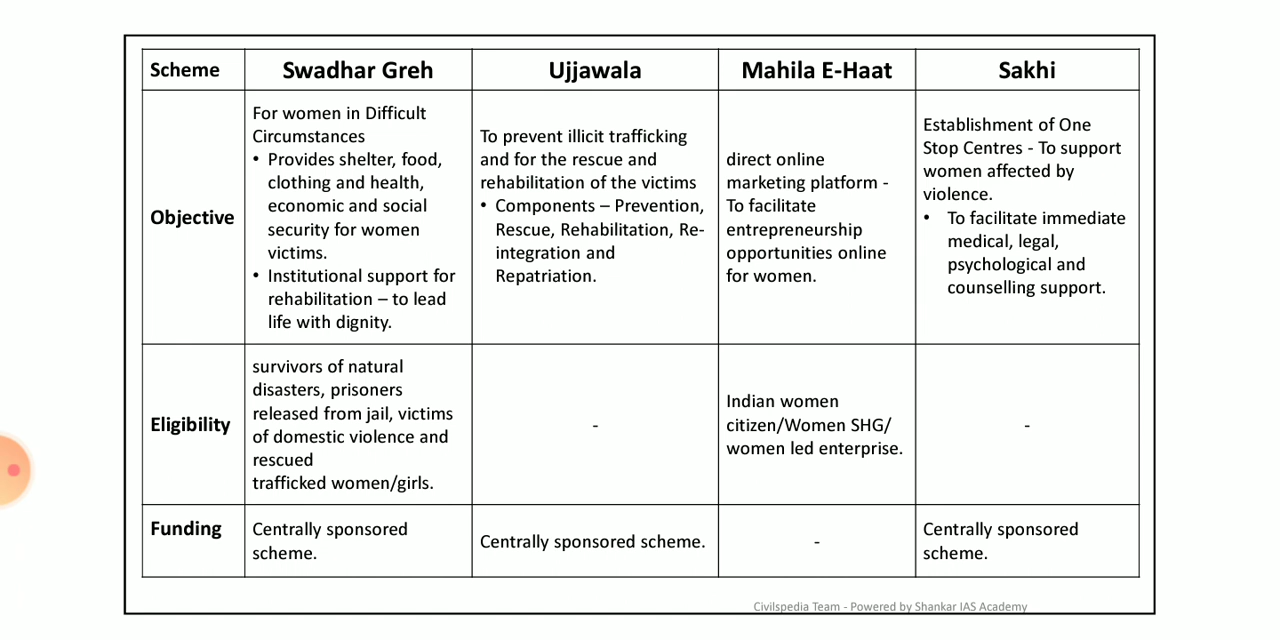 Scheme
Swadhar Greh
Ujjawala
Mahila E-Haat
Sakhi
Objective
For women in Difficult
Circumstances
• Provides shelter, food,
clothing and health,
economic and social
security for women
victims.
• Institutional support for
rehabilitation – to lead
life with dignity.
To prevent illicit trafficking
and for the rescue and
rehabilitation of the victims
• Components – Prevention,
Rescue, Rehabilitation, Re-
integration and
Repatriation.
direct online
marketing platform -
To facilitate
entrepreneurship
opportunities online
for women.
Establishment of One
Stop Centres - To support
women affected by
violence.
• To facilitate immediate
medical, legal,
psychological and
counselling support.
Eligibility
survivors of natural
disasters, prisoners
released from jail, victims
of domestic violence and
rescued
trafficked women/girls.
-
Indian women
citizen/Women SHG/
women led enterprise.
-
Funding
Centrally sponsored
scheme.
Centrally sponsored scheme.
-
Centrally sponsored
scheme.
Civilspedia Team - Powered by Shankar IAS Academy